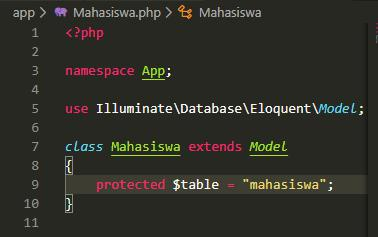 app > Mahasiswa.php > Mahasiswa
1 <?php
2
3 namespace App;
4
5 use Illuminate\Database\Eloquent\Model;
6
7 class Mahasiswa extends Model
8 {
9 protected $table = "mahasiswa";
10 }
11